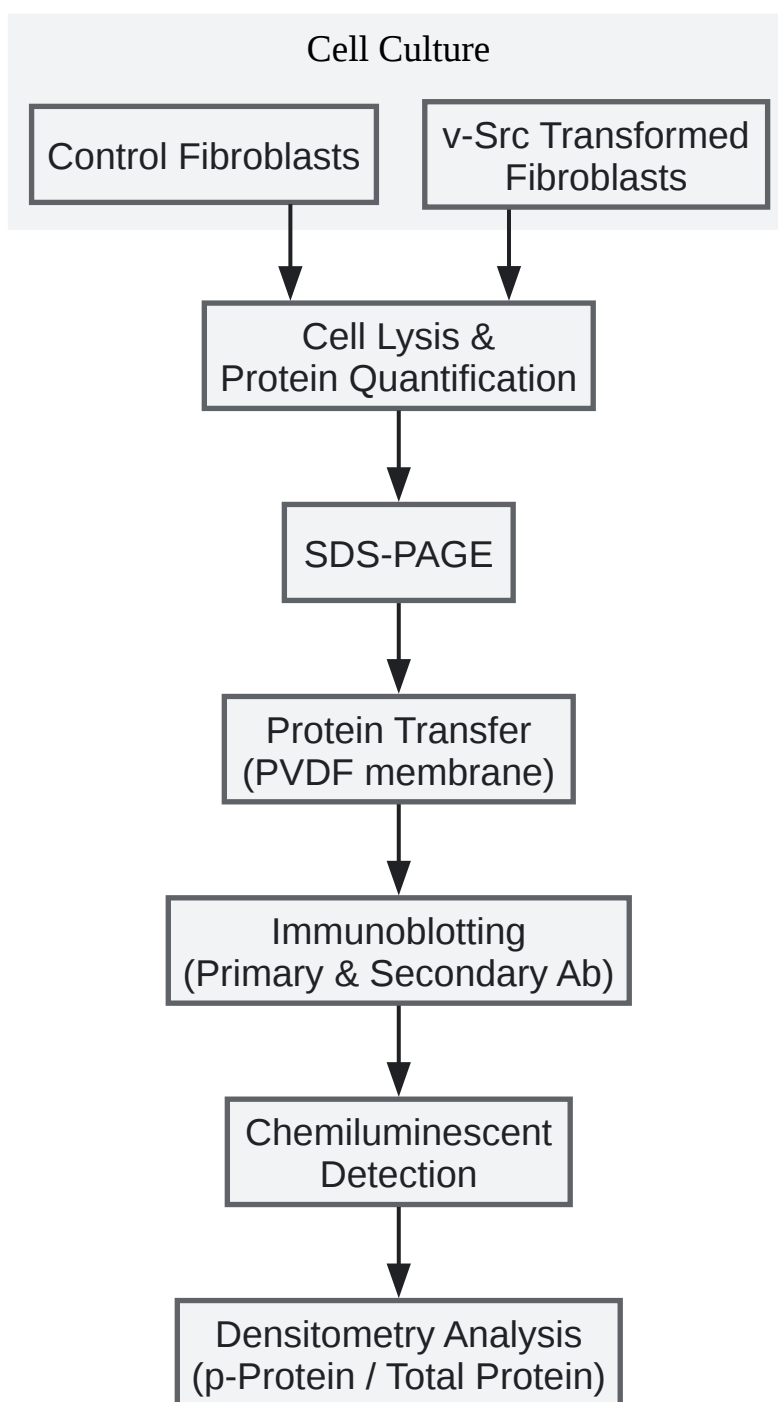 Cell Culture
Control Fibroblasts
v-Src Transformed
Fibroblasts
Cell Lysis &
Protein Quantification
SDS-PAGE
Protein Transfer
(PVDF membrane)
Immunoblotting
(Primary & Secondary Ab)
Chemiluminescent
Detection
Densitometry Analysis
(p-Protein / Total Protein)